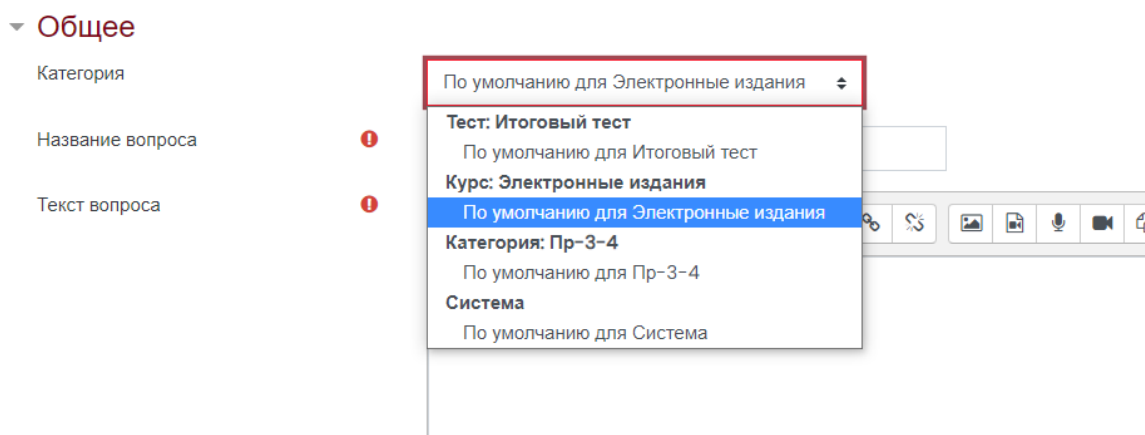 Общее
Категория
По умолчанию для Электронные издания
Тест: Итоговый тест
Название вопроса
По умолчанию для Итоговый тест
Курс: Электронные издания
Текст вопроса
По умолчанию для Электронные издания
Категория: Пр-3-4
По умолчанию для Пр-3-4
Система
По умолчанию для Система